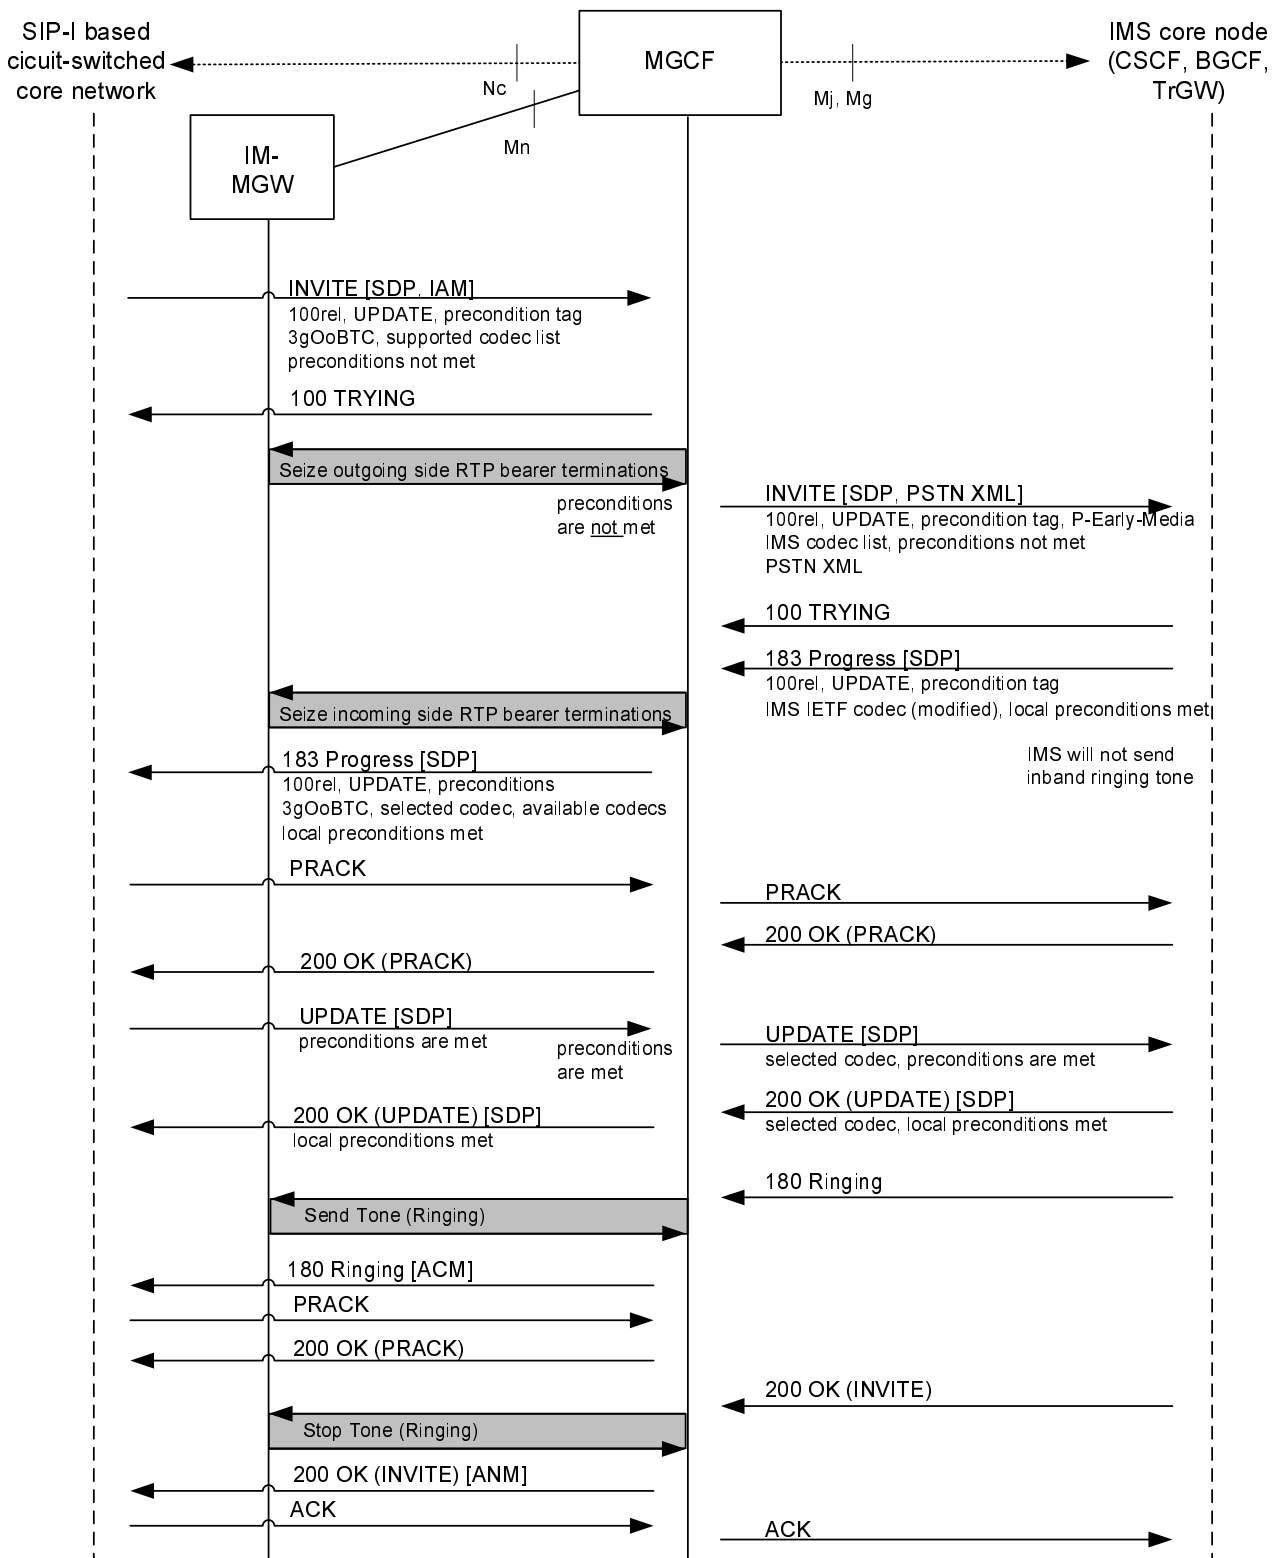 SIP-I based
cicuit-switched
core network
MGCF
IMS core node
(CSCF, BGCF,
TrGW)
Nc
Mj, Mg
Mn
IM-
MGW
INVITE [SDP, IAM]
100rel, UPDATE, precondition tag
3gOoBTC, supported codec list
preconditions not met
100 TRYING
Seize outgoing side RTP bearer terminations
preconditions
are not met
INVITE [SDP, PSTN XML]
100rel, UPDATE, precondition tag, P-Early-Media
IMS codec list, preconditions not met
PSTN XML
100 TRYING
183 Progress [SDP]
100rel, UPDATE, precondition tag
IMS IETF codec (modified), local preconditions met
Seize incoming side RTP bearer terminations
IMS will not send
inband ringing tone
183 Progress [SDP]
100rel, UPDATE, preconditions
3gOoBTC, selected codec, available codecs
local preconditions met
PRACK
PRACK
200 OK (PRACK)
200 OK (PRACK)
UPDATE [SDP]
preconditions are met
preconditions
are met
UPDATE [SDP]
selected codec, preconditions are met
200 OK (UPDATE) [SDP]
selected codec, local preconditions met
200 OK (UPDATE) [SDP]
local preconditions met
180 Ringing
Send Tone (Ringing)
180 Ringing [ACM]
PRACK
200 OK (PRACK)
200 OK (INVITE)
Stop Tone (Ringing)
200 OK (INVITE) [ANM]
ACK
ACK